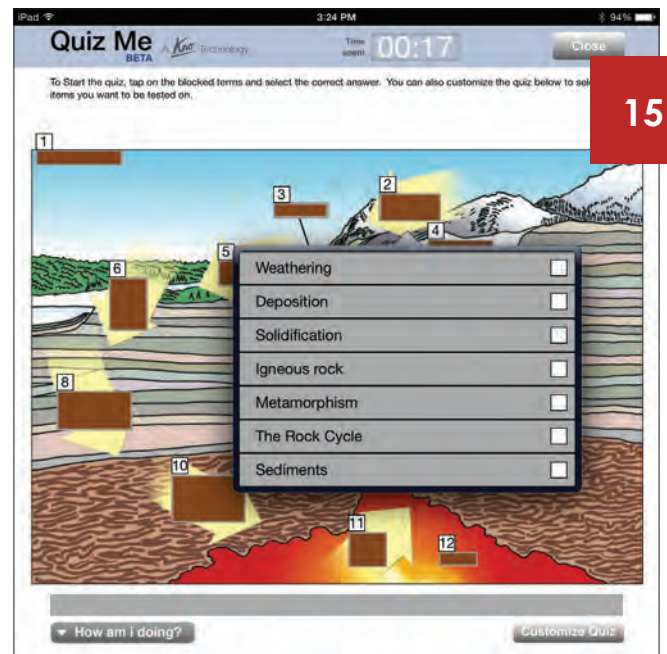 iPad 3:24 PM 94%
Quiz Me
BETA
A Kno Technology
Time
spent
00:17
Close
To Start the quiz, tap on the blocked terms and select the correct answer. You can also customize the quiz below to
items you want to be tested on.
15
1
2
3
4
5
6
Weathering
Deposition
Solidification
Igneous rock
Metamorphism
The Rock Cycle
Sediments
8
10
11
12
How am i doing?
Customize Quiz